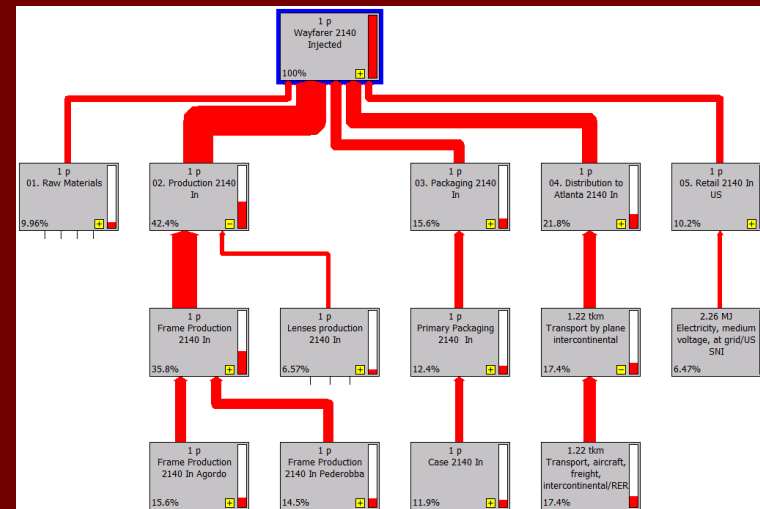 1 p
Wayfarer 2140
Injected
100%
1 p
01. Raw Materials
9.96%
1 p
02. Production 2140
In
42.4%
1 p
03. Packaging 2140
In
15.6%
1 p
04. Distribution to
Atlanta 2140 In
21.8%
1 p
05. Retail 2140 In
US
10.2%
1 p
Frame Production
2140 In
35.8%
1 p
Lenses production
2140 In
6.57%
1 p
Primary Packaging
2140 In
12.4%
1.22 tkm
Transport by plane
intercontinental
17.4%
2.26 MJ
Electricity, medium
voltage, at grid/US
SNI
6.47%
1 p
Frame Production
2140 In Agordo
15.6%
1 p
Frame Production
2140 In Pederobba
14.5%
1 p
Case 2140 In
11.9%
1.22 tkm
Transport, aircraft,
freight,
intercontinental/RER
17.4%